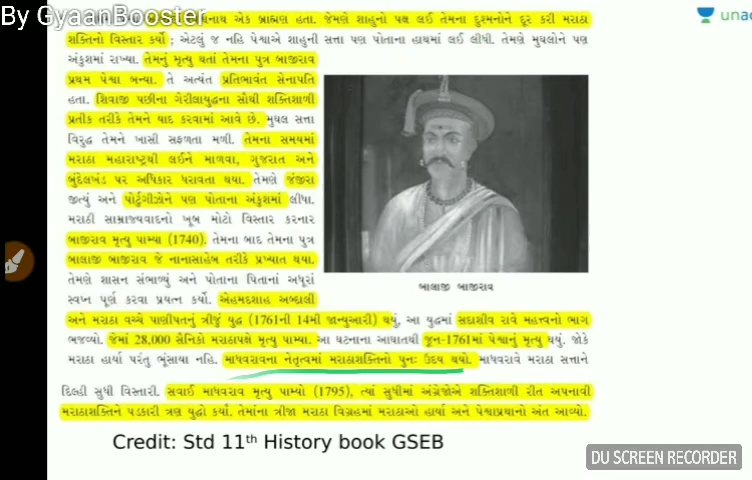 By GyaanBooster
એક બ્રાહ્મણ હતા. જેમણે શાહુનો પક્ષ લઈ તેમના દુશ્મનોને દૂર કરી મરાઠા
શક્તિનો વિસ્તાર કર્યો ; એટલું જ નહિ પેશ્વાએ શાહુની સત્તા પણ પોતાના હાથમાં લઈ લીધી. તેમણે મુઘલોને પણ
અંકુશમાં રાખ્યા. તેમનું મૃત્યુ થતાં તેમના પુત્ર બાજીરાવ
પ્રથમ પેશ્વા બન્યા. તે અત્યંત પ્રતિભાવંત સેનાપતિ
હતા. શિવાજી પછીના ગેરીલાયુદ્ધના સૌથી શક્તિશાળી
પ્રતીક તરીકે તેમને યાદ કરવામાં આવે છે. મુઘલ સત્તા
વિરુદ્ધ તેમને ખાસી સફળતા મળી. તેમના સમયમાં
મરાઠા મહારાષ્ટ્રથી લઈને માળવા, ગુજરાત અને
બુંદેલખંડ પર અધિકાર ધરાવતા થયા. તેમણે જંજીરા
જીત્યું અને પોર્ટુગીઝોને પણ પોતાના અંકુશમાં લીધા.
મરાઠી સામ્રાજ્યવાદનો ખૂબ મોટો વિસ્તાર કરનાર
બાજીરાવ મૃત્યુ પામ્યા (1740). તેમના બાદ તેમના પુત્ર
બાલાજી બાજીરાવ જે નાનાસાહેબ તરીકે પ્રખ્યાત થયા.
તેમણે શાસન સંભાળ્યું અને પોતાના પિતાનાં અધૂરાં
સ્વપ્ન પૂર્ણ કરવા પ્રયત્ન કર્યો. એહમદશાહ અબ્દાલી
બાલાજી બાજીરાવ
અને મરાઠા વચ્ચે પાણીપતનું ત્રીજું યુદ્ધ (1761ની 14મી જાન્યુઆરી) થયું. આ યુદ્ધમાં સદાશીવ રાવે મહત્ત્વનો ભાગ
ભજવ્યો. જેમાં 28,000 સૈનિકો મરાઠાપક્ષે મૃત્યુ પામ્યા. આ ઘટનાના આઘાતથી જૂન-1761માં પેશ્વાનું મૃત્યુ થયું. જોકે
મરાઠા હાર્યા પરંતુ ભૂંસાયા નહિ. માધવરાવના નેતૃત્વમાં મરાઠાશક્તિનો પુનઃ ઉદય થયો. માધવરાવે મરાઠા સત્તાને
દિલ્હી સુધી વિસ્તારી. સવાઈ માધવરાવ મૃત્યુ પામ્યો (1795), ત્યાં સુધીમાં અંગ્રેજોએ શક્તિશાળી રીત અપનાવી
મરાઠાશક્તિને પડકારી ત્રણ યુદ્ધો કર્યાં. તેમાંના ત્રીજા મરાઠા વિગ્રહમાં મરાઠાઓ હાર્યા અને પેશ્વાપ્રથાનો અંત આવ્યો.
Credit: Std 11th History book GSEB
DU SCREEN RECORDER